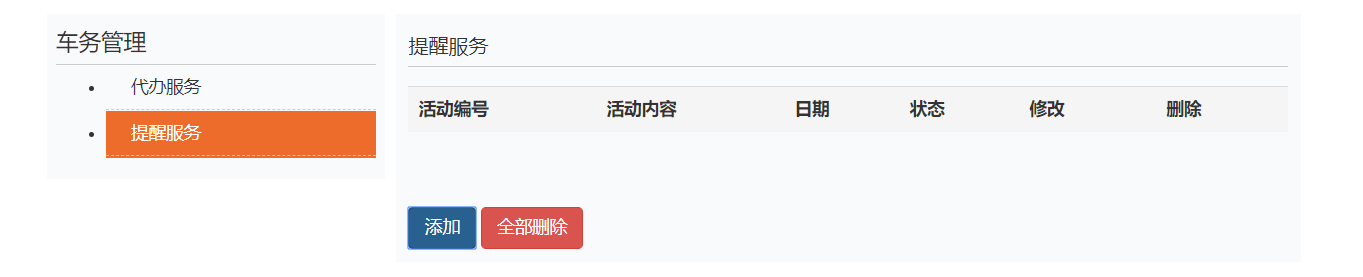 车务管理
代办服务
提醒服务
提醒服务
活动编号 活动内容 日期 状态 修改 删除
添加 全部删除